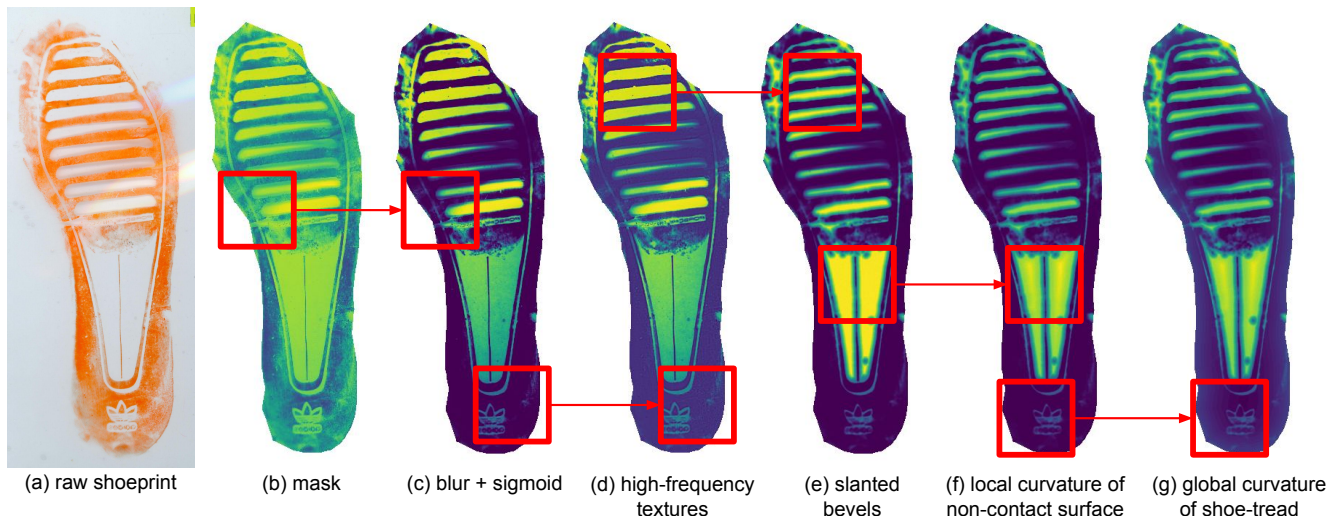 (a) raw shoeprint
(b) mask
(c) blur + sigmoid
(d) high-frequency
textures
(e) slanted
bevels
(f) local curvature of
non-contact surface
(g) global curvature
of shoe-tread